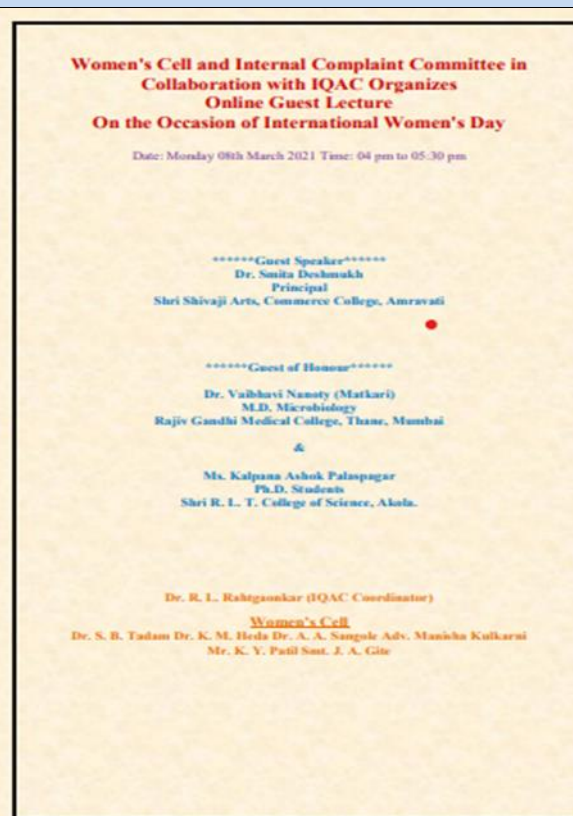 Women's Cell and Internal Complaint Committee in
Collaboration with IQAC Organizes
Online Guest Lecture
On the Occasion of International Women's Day
Date: Monday 08th March 2021 Time: 04 pm to 05:30 pm
******Guest Speaker******
Dr. Smita Deshmukh
Principal
Shri Shivaji Arts, Commerce College, Amravati
******Guest of Honour******
Dr. Vaibhavi Nanoty (Matkari)
M.D. Microbiology
Rajiv Gandhi Medical College, Thane, Mumbai
&
Ms. Kalpana Ashok Palaspagar
Ph.D. Students
Shri R. L. T. College of Science, Akola.
Dr. R. L. Rahtgaonkar (IQAC Coordinator)
Women's Cell
Dr. S. B. Tadam Dr. K. M. Heda Dr. A. A. Sangole Adv. Manisha Kulkarni
Mr. K. Y. Patil Smt. J. A. Gite